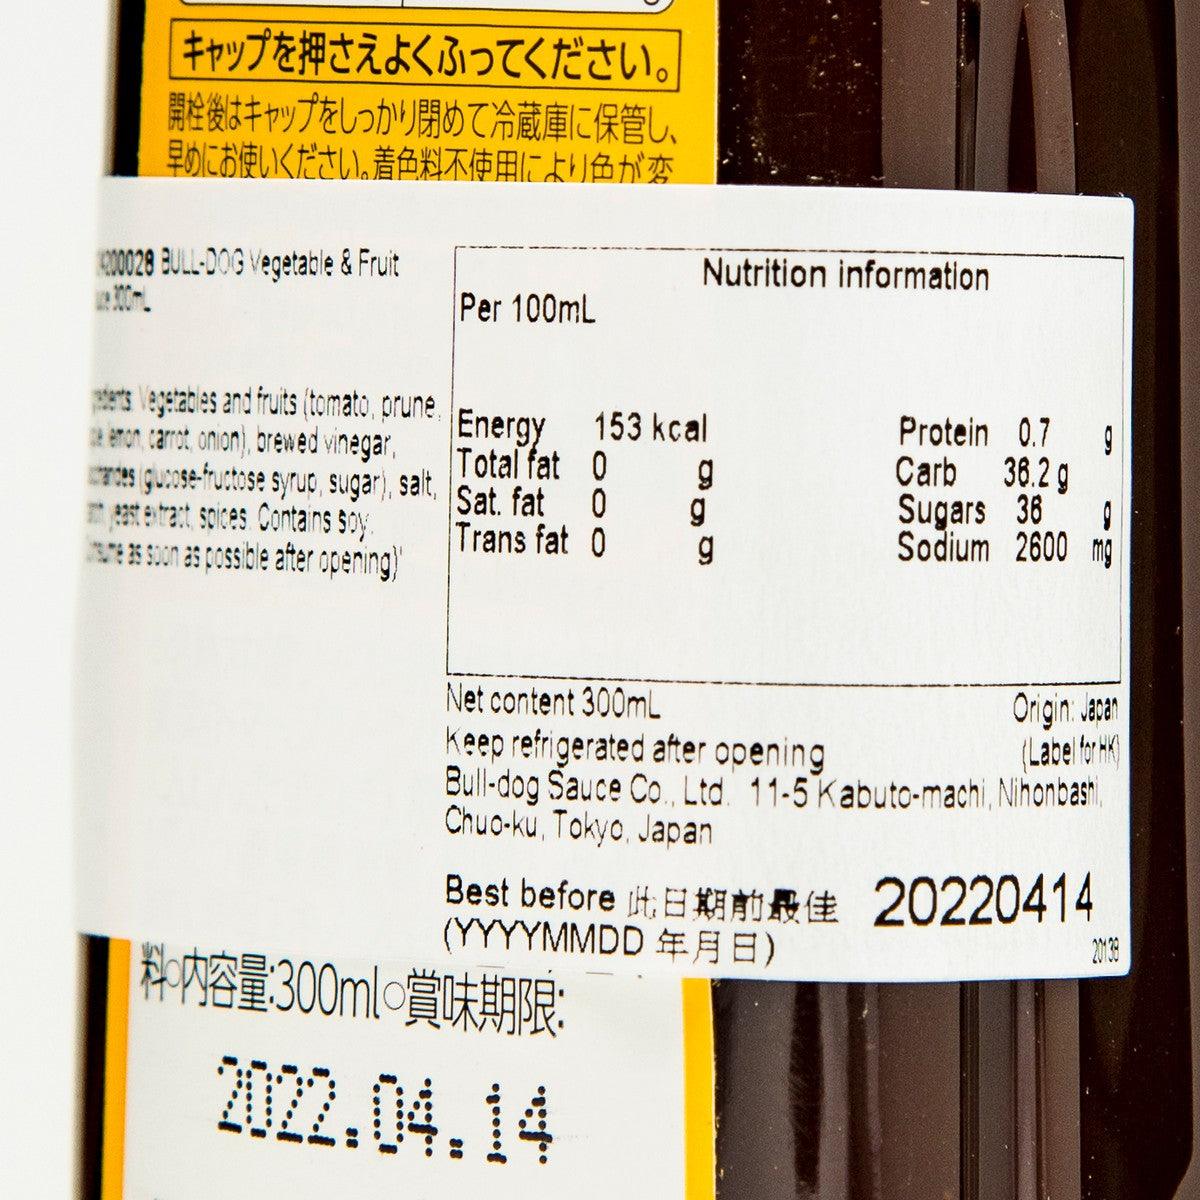 キャップを押さえよくふってください。
開栓後はキャップをしっかり閉めて冷蔵庫に保管し、
早めにお使いください。着色料不使用により色が変
200028 BULL-DOG Vegetable & Fruit
300mL
Vegetables and fruits (tomato, prune,
lemon, carrot, onion), brewed vinegar,
(glucose-fructose syrup, sugar), salt,
yeast extract, spices. Contains soy.
as soon as possible after opening)'
Nutrition information
Per 100mL
Energy 153 kcal Protein 0.7 g
Total fat 0 g Carb 36.2 g
Sat. fat 0 g Sugars 36 g
Trans fat 0 g Sodium 2600 mg
Net content 300mL Origin: Japan
Keep refrigerated after opening (Label for HK)
Bull-dog Sauce Co., Ltd. 11-5 Kabuto-machi, Nihonbashi,
Chuo-ku, Tokyo, Japan
Best before 此日期前最佳 20220414
(YYYYMMDD 年月日) 20138
料○内容量:300ml○賞味期限:
2022.04.14